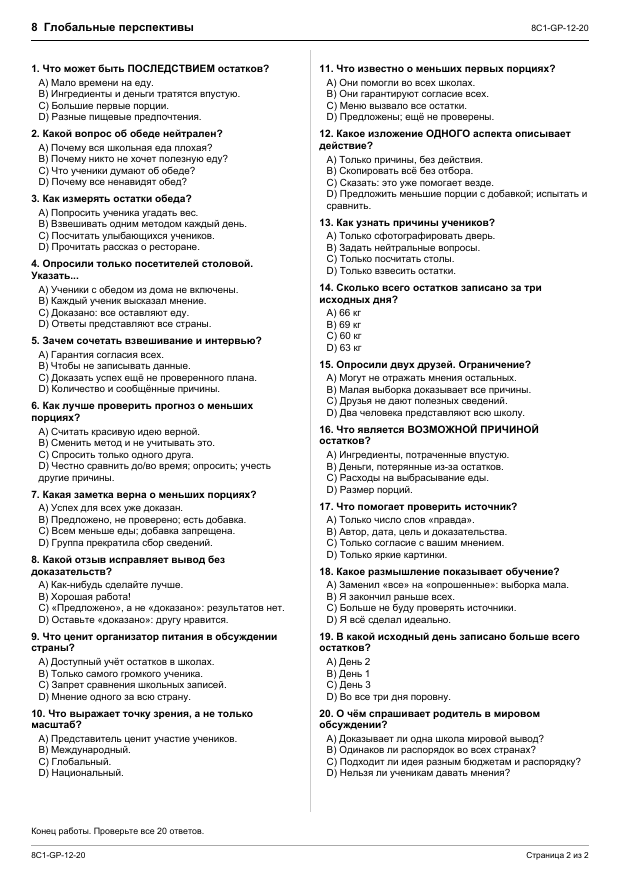 8 Глобальные перспективы
8C1-GP-12-20
1. Что может быть ПОСЛЕДСТВИЕМ остатков?
A) Мало времени на еду.
B) Ингредиенты и деньги тратятся впустую.
C) Большие первые порции.
D) Разные пищевые предпочтения.
2. Какой вопрос об обеде нейтрален?
A) Почему вся школьная еда плохая?
B) Почему никто не хочет полезную еду?
C) Что ученики думают об обеде?
D) Почему все ненавидят обед?
3. Как измерять остатки обеда?
A) Попросить ученика угадать вес.
B) Взвешивать одним методом каждый день.
C) Посчитать улыбающихся учеников.
D) Прочитать рассказ о ресторане.
4. Опросили только посетителей столовой.
Указать...
A) Ученики с обедом из дома не включены.
B) Каждый ученик высказал мнение.
C) Доказано: все оставляют еду.
D) Ответы представляют все страны.
5. Зачем сочетать взвешивание и интервью?
A) Гарантия согласия всех.
B) Чтобы не записывать данные.
C) Доказать успех ещё не проверенного плана.
D) Количество и сообщённые причины.
6. Как лучше проверить прогноз о меньших
порциях?
A) Считать красивую идею верной.
B) Сменить метод и не учитывать это.
C) Спросить только одного друга.
D) Честно сравнить до/во время; опросить; учесть
другие причины.
7. Какая заметка верна о меньших порциях?
A) Успех для всех уже доказан.
B) Предложено, не проверено; есть добавка.
C) Всем меньше еды; добавка запрещена.
D) Группа прекратила сбор сведений.
8. Какой отзыв исправляет вывод без
доказательств?
A) Как-нибудь сделайте лучше.
B) Хорошая работа!
C) «Предложено», а не «доказано»: результатов нет.
D) Оставьте «доказано»: другу нравится.
9. Что ценит организатор питания в обсуждении
страны?
A) Доступный учёт остатков в школах.
B) Только самого громкого ученика.
C) Запрет сравнения школьных записей.
D) Мнение одного за всю страну.
10. Что выражает точку зрения, а не только
масштаб?
A) Представитель ценит участие учеников.
B) Международный.
C) Глобальный.
D) Национальный.
11. Что известно о меньших первых порциях?
A) Они помогли во всех школах.
B) Они гарантируют согласие всех.
C) Меню вызвало все остатки.
D) Предложены; ещё не проверены.
12. Какое изложение ОДНОГО аспекта описывает
действие?
A) Только причины, без действия.
B) Скопировать всё без отбора.
C) Сказать: это уже помогает везде.
D) Предложить меньшие порции с добавкой; испытать и
сравнить.
13. Как узнать причины учеников?
A) Только сфотографировать дверь.
B) Задать нейтральные вопросы.
C) Только посчитать столы.
D) Только взвесить остатки.
14. Сколько всего остатков записано за три
исходных дня?
A) 66 кг
B) 69 кг
C) 60 кг
D) 63 кг
15. Опросили двух друзей. Ограничение?
A) Могут не отражать мнения остальных.
B) Малая выборка доказывает все причины.
C) Друзья не дают полезных сведений.
D) Два человека представляют всю школу.
16. Что является ВОЗМОЖНОЙ ПРИЧИНОЙ
остатков?
A) Ингредиенты, потраченные впустую.
B) Деньги, потерянные из-за остатков.
C) Расходы на выбрасывание еды.
D) Размер порций.
17. Что помогает проверить источник?
A) Только число слов «правда».
B) Автор, дата, цель и доказательства.
C) Только согласие с вашим мнением.
D) Только яркие картинки.
18. Какое размышление показывает обучение?
A) Заменил «все» на «опрошенные»: выборка мала.
B) Я закончил раньше всех.
C) Больше не буду проверять источники.
D) Я всё сделал идеально.
19. В какой исходный день записано больше всего
остатков?
A) День 2
B) День 1
C) День 3
D) Во все три дня поровну.
20. О чём спрашивает родитель в мировом
обсуждении?
A) Доказывает ли одна школа мировой вывод?
B) Одинаков ли распорядок во всех странах?
C) Подходит ли идея разным бюджетам и распорядку?
D) Нельзя ли ученикам давать мнения?
Конец работы. Проверьте все 20 ответов.
8C1-GP-12-20
Страница 2 из 2